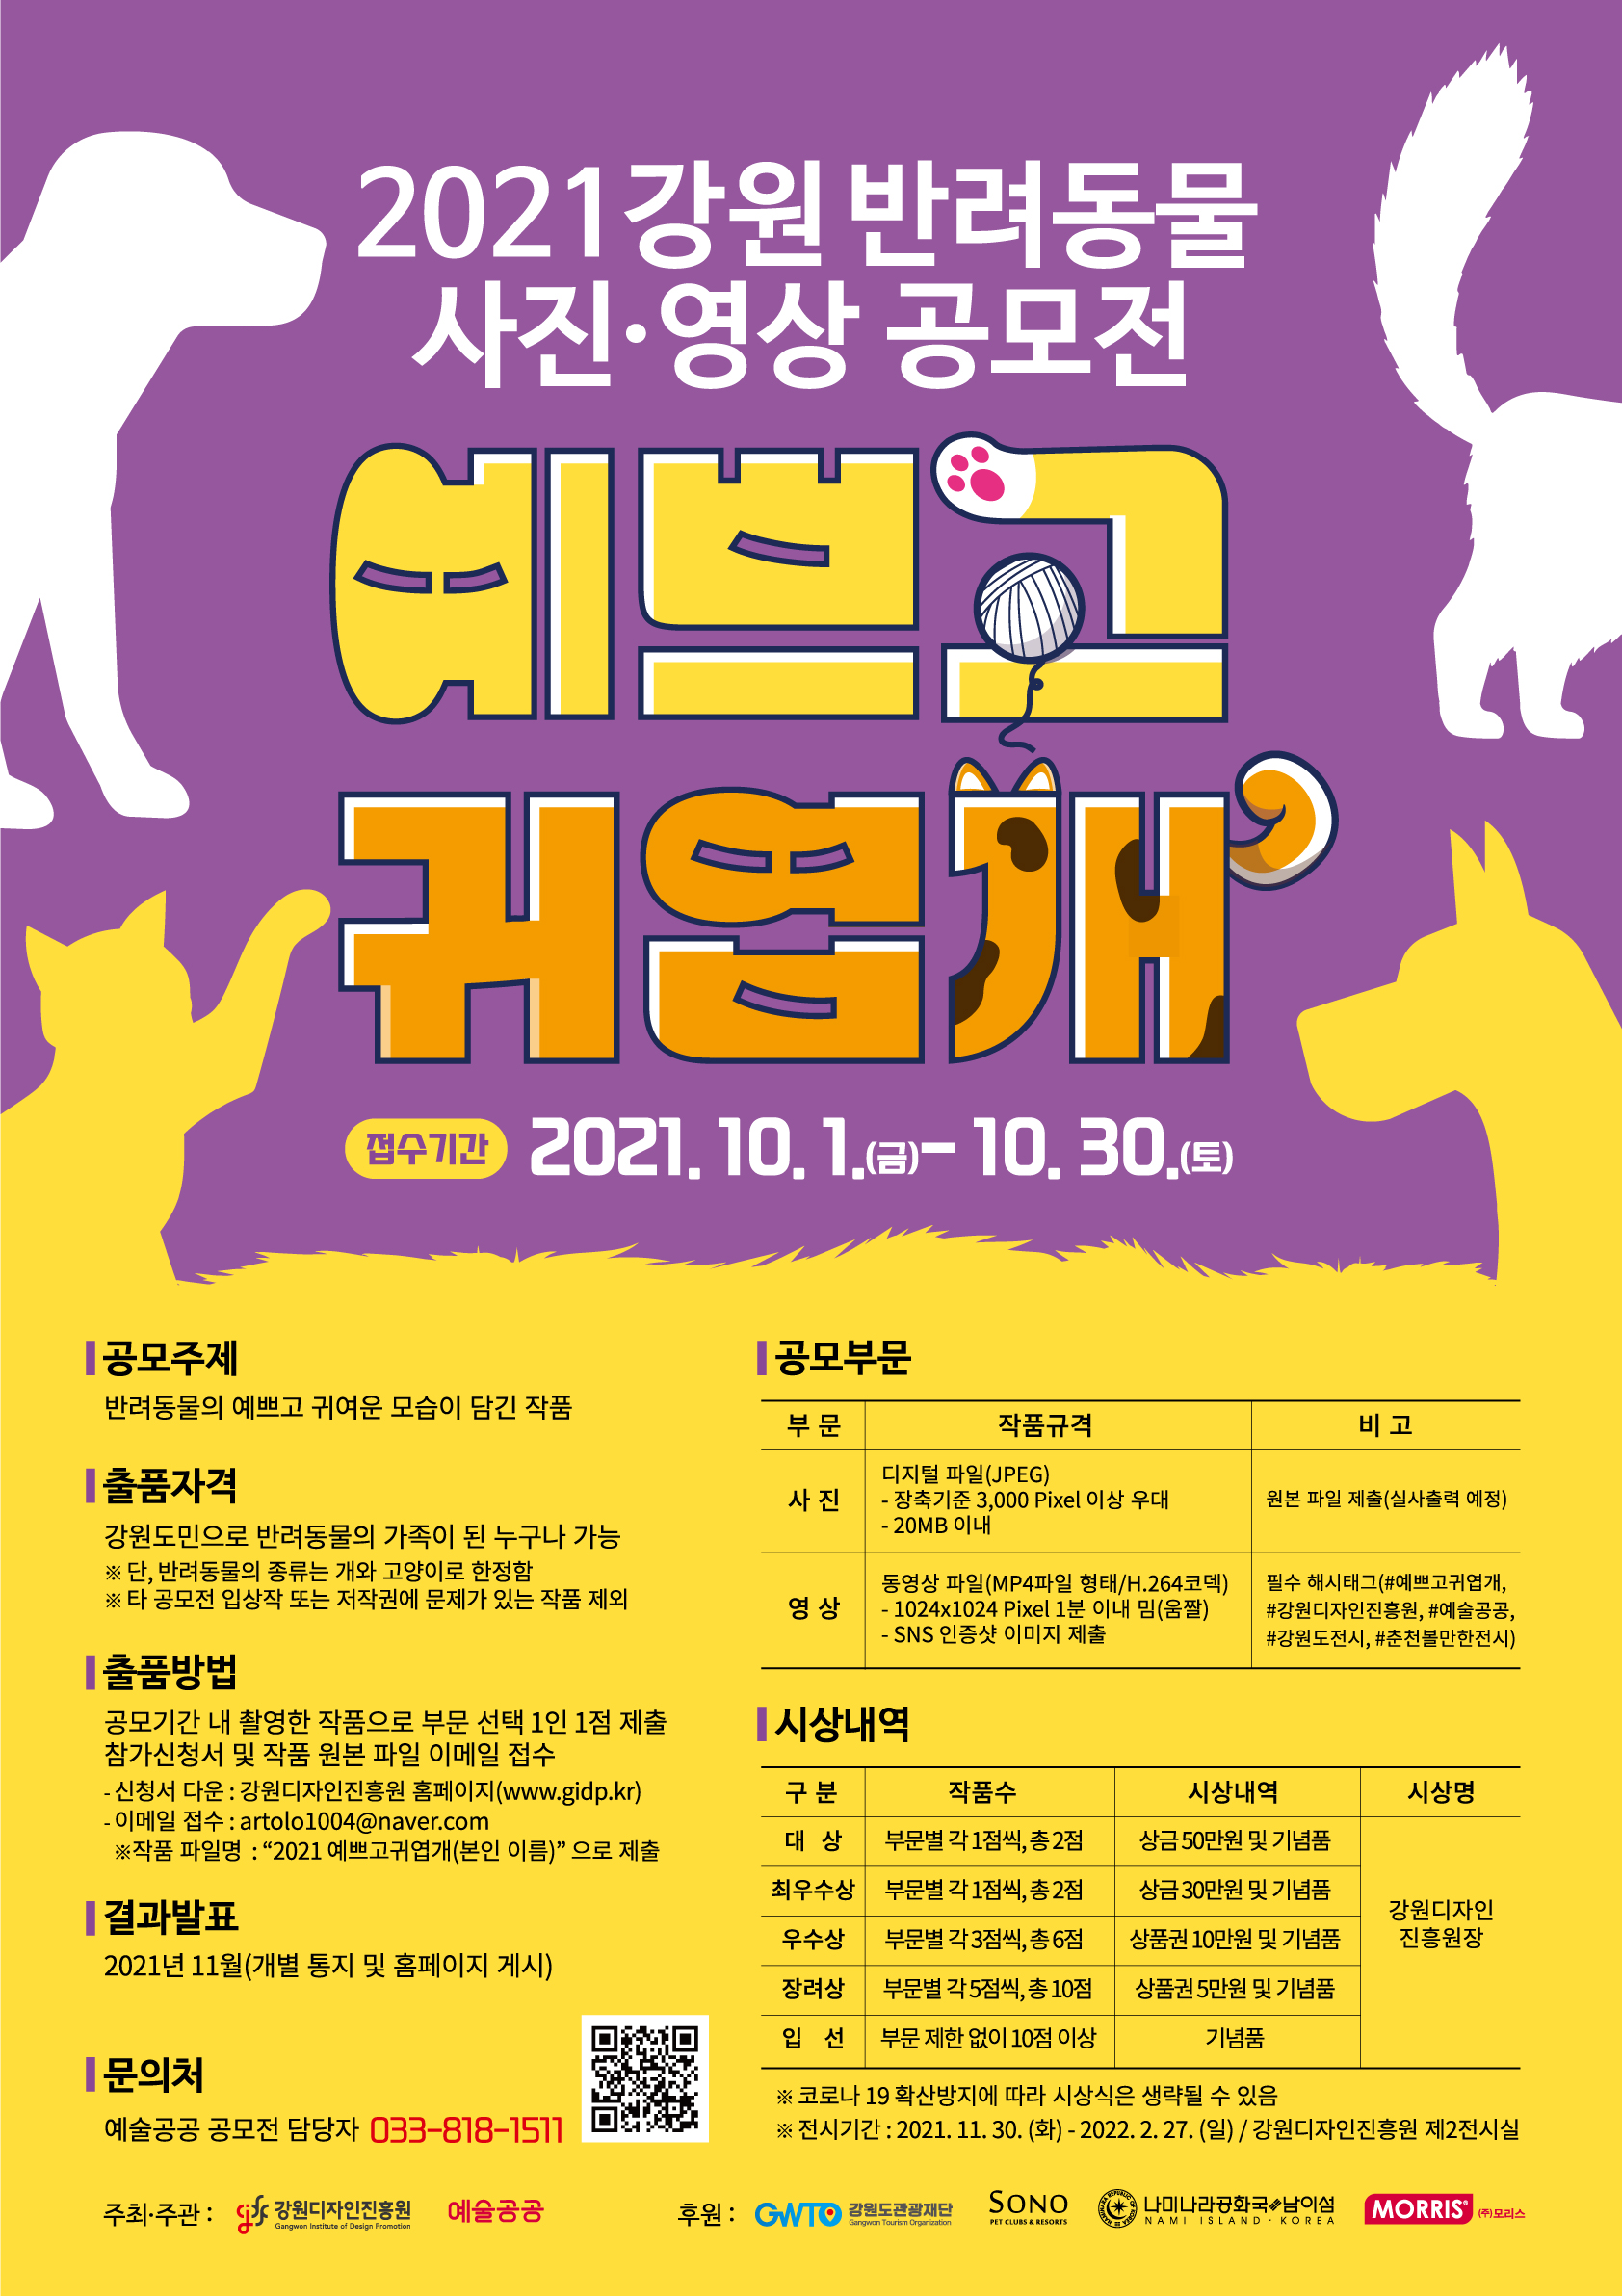 2021 강원 반려동물
사진·영상 공모전
예쁘고
귀엽개
접수기간 2021. 10. 1.(금)- 10. 30.(토)
공모주제
반려동물의 예쁘고 귀여운 모습이 담긴 작품
출품자격
강원도민으로 반려동물의 가족이 된 누구나 가능
※ 단, 반려동물의 종류는 개와 고양이로 한정함
※ 타 공모전 입상작 또는 저작권에 문제가 있는 작품 제외
출품방법
공모기간 내 촬영한 작품으로 부문 선택 1인 1점 제출
참가신청서 및 작품 원본 파일 이메일 접수
- 신청서 다운 : 강원디자인진흥원 홈페이지(www.gidp.kr)
- 이메일 접수 : artolo1004@naver.com
※작품 파일명 : “2021 예쁘고귀엽개(본인 이름)” 으로 제출
결과발표
2021년 11월(개별 통지 및 홈페이지 게시)
문의처
예술공공 공모전 담당자 033-818-1511
공모부문
부 문 작품규격 비 고
사 진
디지털 파일(JPEG)
- 장축기준 3,000 Pixel 이상 우대
- 20MB 이내
원본 파일 제출(실사출력 예정)
영 상
동영상 파일(MP4파일 형태/H.264코덱)
- 1024x1024 Pixel 1분 이내 밈(움짤)
- SNS 인증샷 이미지 제출
필수 해시태그(#예쁘고귀엽개,
#강원디자인진흥원, #예술공공,
#강원도전시, #춘천볼만한전시)
시상내역
구 분 작품수 시상내역 시상명
대 상 부문별 각 1점씩, 총 2점 상금 50만원 및 기념품
최우수상 부문별 각 1점씩, 총 2점 상금 30만원 및 기념품
우수상 부문별 각 3점씩, 총 6점 상품권 10만원 및 기념품
장려상 부문별 각 5점씩, 총 10점 상품권 5만원 및 기념품
입 선 부문 제한 없이 10점 이상 기념품
강원디자인
진흥원장
※ 코로나 19 확산방지에 따라 시상식은 생략될 수 있음
※ 전시기간 : 2021. 11. 30. (화) - 2022. 2. 27. (일) / 강원디자인진흥원 제2전시실
주최·주관 : 강원디자인진흥원 예술공공
Gangwon Institute of Design Promotion
후원 : GWTO 강원도관광재단
Gangwon Tourism Organization
SONO
PET CLUBS & RESORTS
나미나라공화국 남이섬
NAMI ISLAND · KOREA
MORRIS (주)모리스